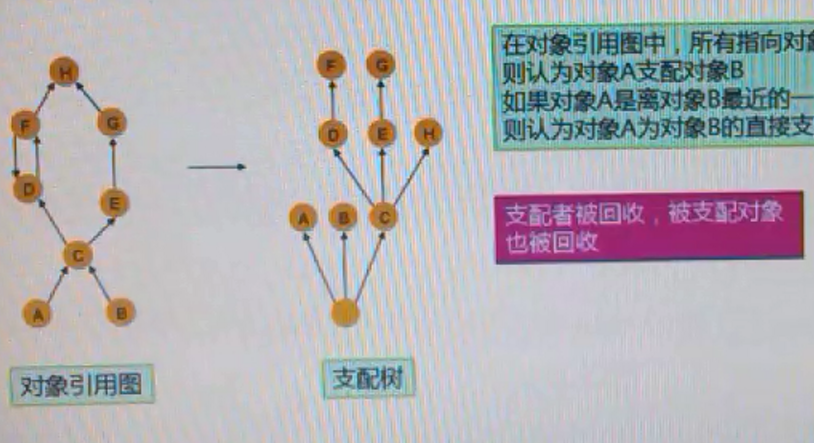 H
F
G
D
E
C
A
B
对象引用图
F
G
D
E
H
A
B
C
支配树
在对象引用图中，所有指向对
则认为对象A支配对象B
如果对象A是离对象B最近的一
则认为对象A为对象B的直接支
支配者被回收，被支配对象
也被回收